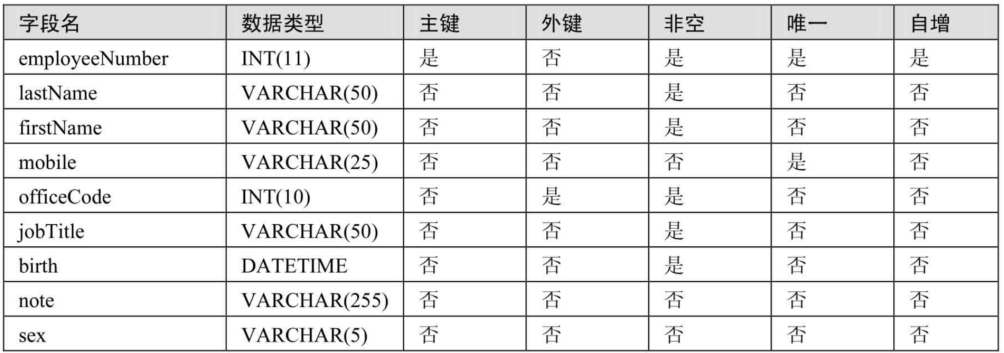 字段名 数据类型 主键 外键 非空 唯一 自增
employeeNumber INT(11) 是 否 是 是 是
lastName VARCHAR(50) 否 否 是 否 否
firstName VARCHAR(50) 否 否 是 否 否
mobile VARCHAR(25) 否 否 否 是 否
officeCode INT(10) 否 是 是 否 否
jobTitle VARCHAR(50) 否 否 是 否 否
birth DATETIME 否 否 是 否 否
note VARCHAR(255) 否 否 否 否 否
sex VARCHAR(5) 否 否 否 否 否